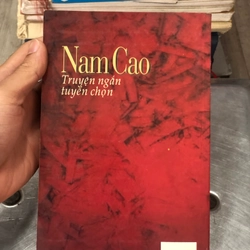 Nam Cao
Truyện ngắn
tuyển chọn